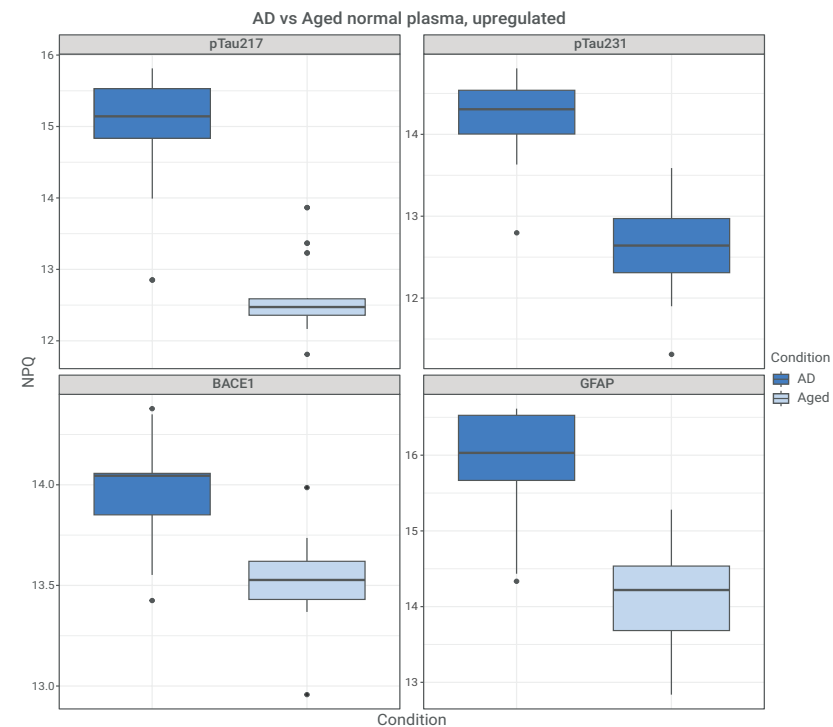 AD vs Aged normal plasma, upregulated
pTau217
pTau231
16
15
14
13
12
14
13
12
NPQ
BACE1
GFAP
14.0
13.5
13.0
16
15
14
13
Condition
Condition
AD
Aged